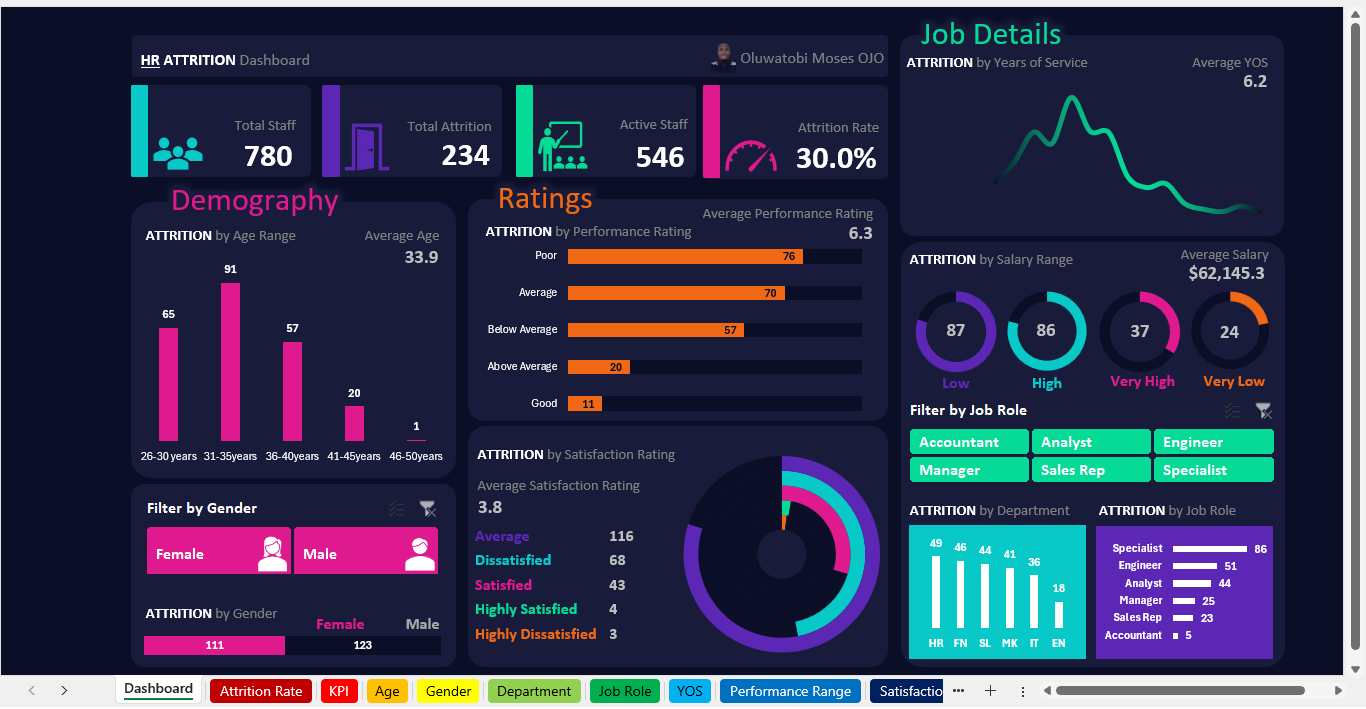 HR ATTRITION Dashboard
Oluwatobi Moses OJO
Total Staff
780
Total Attrition
234
Active Staff
546
Attrition Rate
30.0%
Demography
ATTRITION by Age Range
Average Age
33.9
65
91
57
20
1
26-30 years 31-35years 36-40years 41-45years 46-50years
Filter by Gender
Female
Male
ATTRITION by Gender
Female Male
111 123
Ratings
Average Performance Rating
ATTRITION by Performance Rating
6.3
Poor 76
Average 70
Below Average 57
Above Average 20
Good 11
ATTRITION by Satisfaction Rating
Average Satisfaction Rating
3.8
Average 116
Dissatisfied 68
Satisfied 43
Highly Satisfied 4
Highly Dissatisfied 3
Job Details
ATTRITION by Years of Service
Average YOS
6.2
ATTRITION by Salary Range
Average Salary
$62,145.3
87 86 37 24
Low High Very High Very Low
Filter by Job Role
Accountant Analyst Engineer
Manager Sales Rep Specialist
ATTRITION by Department
49 46 44 41 36 18
HR FN SL MK IT EN
ATTRITION by Job Role
Specialist 86
Engineer 51
Analyst 44
Manager 25
Sales Rep 23
Accountant 5
Dashboard Attrition Rate KPI Age Gender Department Job Role YOS Performance Range Satisfactio